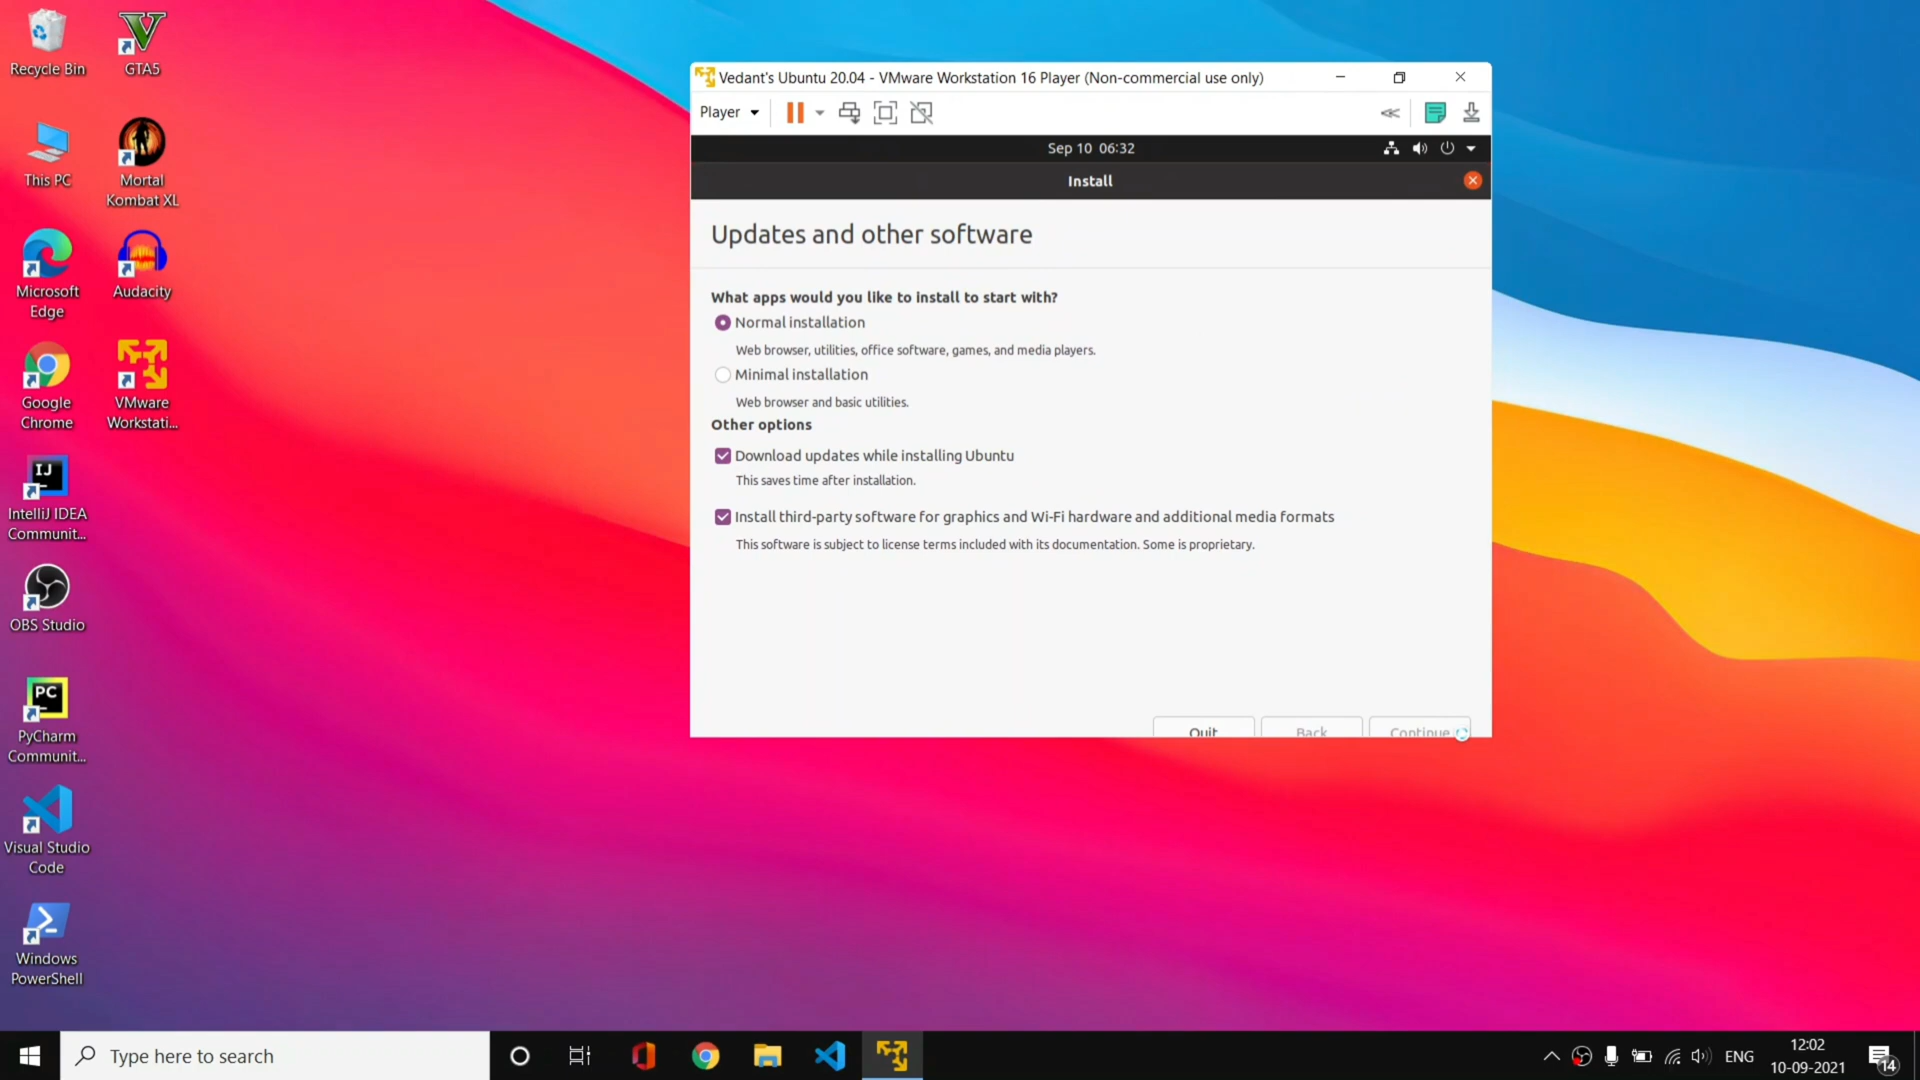 Recycle Bin
GTA5
This PC
Mortal
Kombat XL
Microsoft
Edge
Audacity
Google
Chrome
VMware
Workstati...
IJ
IntelliJ IDEA
Communit...
OBS Studio
PC
PyCharm
Communit...
Visual Studio
Code
Windows
PowerShell
Vedant's Ubuntu 20.04 - VMware Workstation 16 Player (Non-commercial use only)
Player
Sep 10 06:32
Install
Updates and other software
What apps would you like to install to start with?
Normal installation
Web browser, utilities, office software, games, and media players.
Minimal installation
Web browser and basic utilities.
Other options
Download updates while installing Ubuntu
This saves time after installation.
Install third-party software for graphics and Wi-Fi hardware and additional media formats
This software is subject to license terms included with its documentation. Some is proprietary.
Quit
Back
Continue
Type here to search
ENG
12:02
10-09-2021
14